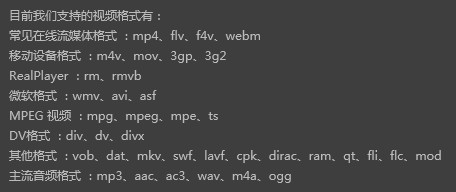 目前我们支持的视频格式有：
常见在线流媒体格式 ：mp4、flv、f4v、webm
移动设备格式 ：m4v、mov、3gp、3g2
RealPlayer ：rm、rmvb
微软格式 ：wmv、avi、asf
MPEG 视频 ：mpg、mpeg、mpe、ts
DV格式 ：div、dv、divx
其他格式 ：vob、dat、mkv、swf、lavf、cpk、dirac、ram、qt、fli、flc、mod
主流音频格式 ：mp3、aac、ac3、wav、m4a、ogg